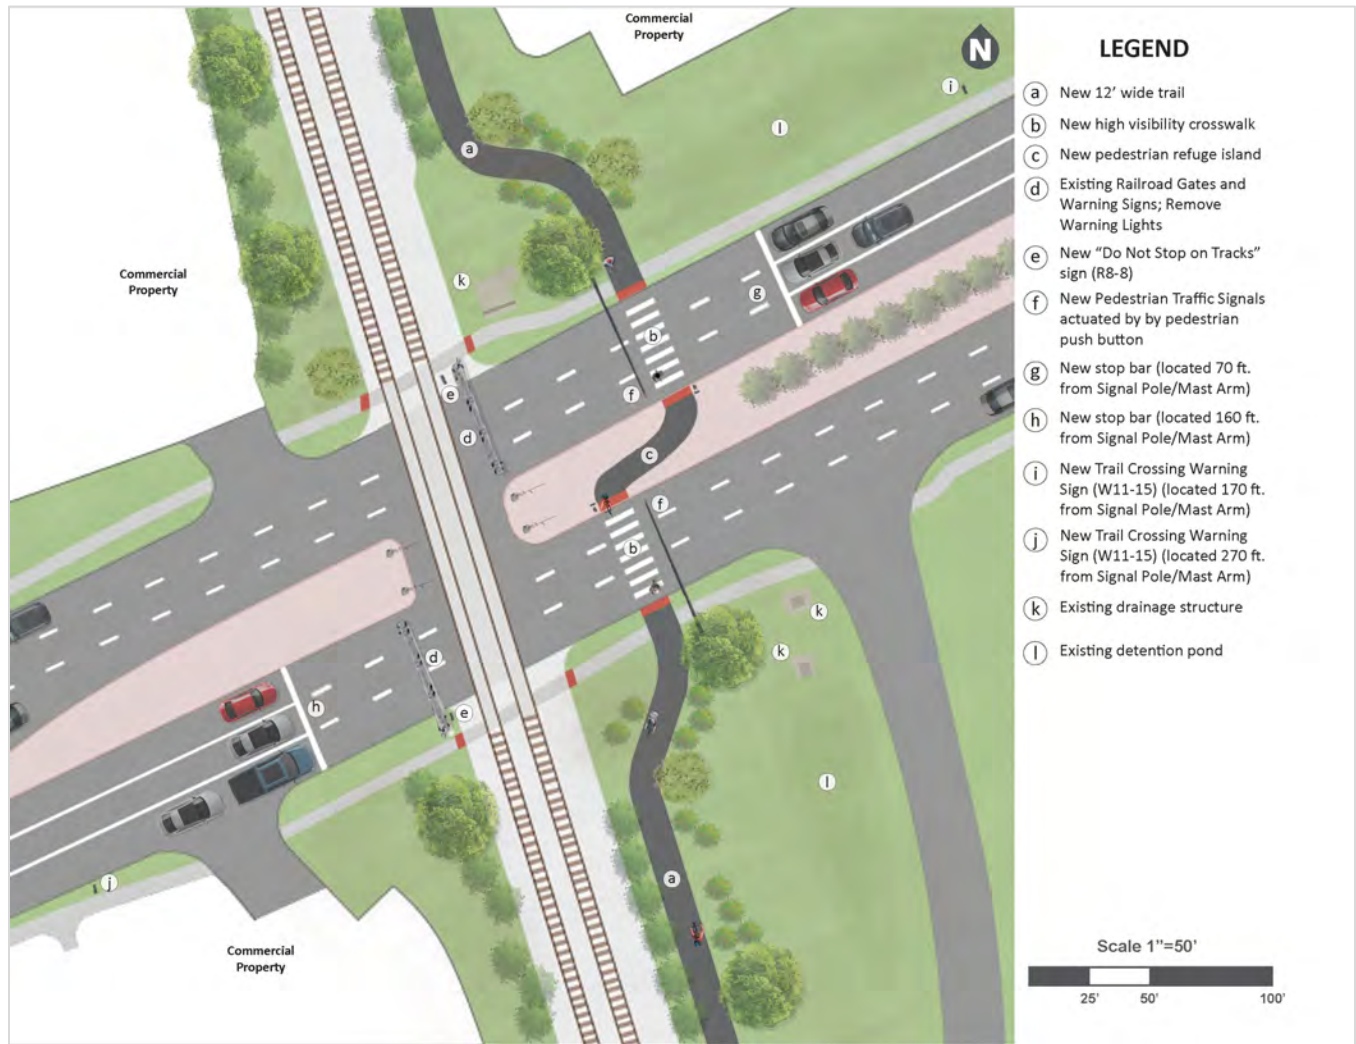 Commercial
Property
N
i
l
a
Commercial
Property
k
g
b
e
f
d
c
f
b
k
d
k
h
e
l
a
j
Commercial
Property
LEGEND
a New 12' wide trail
b New high visibility crosswalk
c New pedestrian refuge island
d Existing Railroad Gates and
Warning Signs; Remove
Warning Lights
e New “Do Not Stop on Tracks”
sign (R8-8)
f New Pedestrian Traffic Signals
actuated by by pedestrian
push button
g New stop bar (located 70 ft.
from Signal Pole/Mast Arm)
h New stop bar (located 160 ft.
from Signal Pole/Mast Arm)
i New Trail Crossing Warning
Sign (W11-15) (located 170 ft.
from Signal Pole/Mast Arm)
j New Trail Crossing Warning
Sign (W11-15) (located 270 ft.
from Signal Pole/Mast Arm)
k Existing drainage structure
l Existing detention pond
Scale 1"=50'
25' 50' 100'